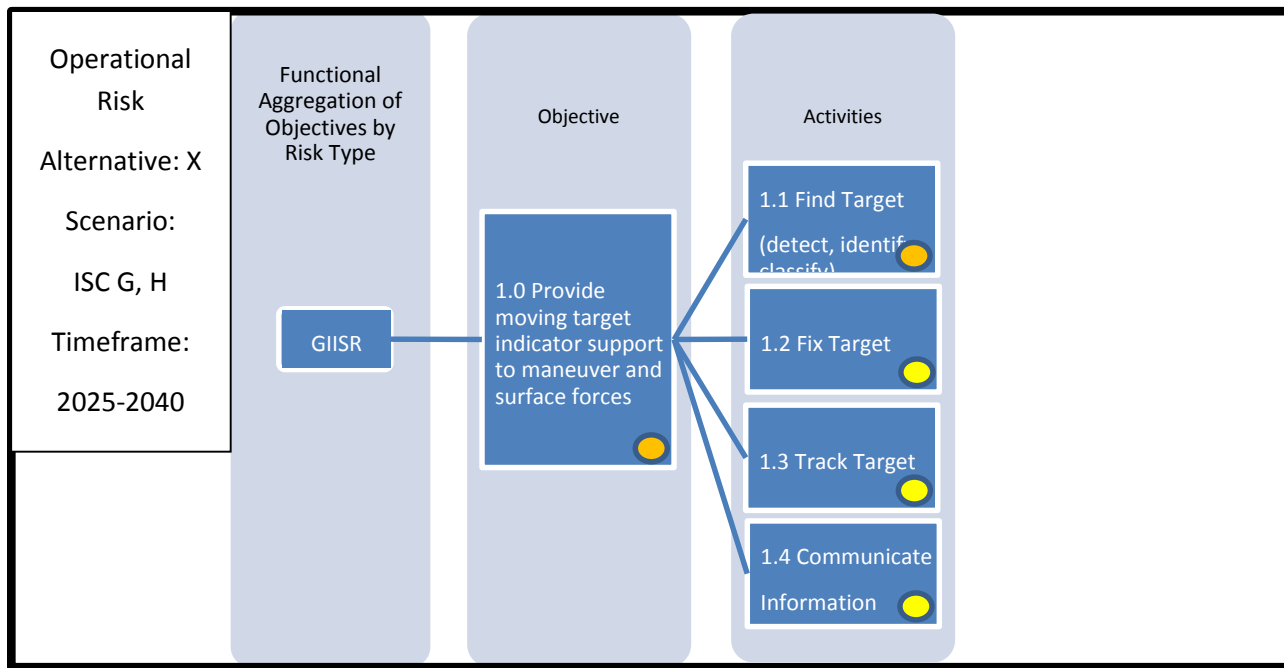 Operational
Risk
Alternative: X
Scenario:
ISC G, H
Timeframe:
2025-2040
Functional
Aggregation of
Objectives by
Risk Type
GIISR
Objective
1.0 Provide
moving target
indicator support
to maneuver and
surface forces
Activities
1.1 Find Target
(detect, identify
classify)
1.2 Fix Target
1.3 Track Target
1.4 Communicate
Information